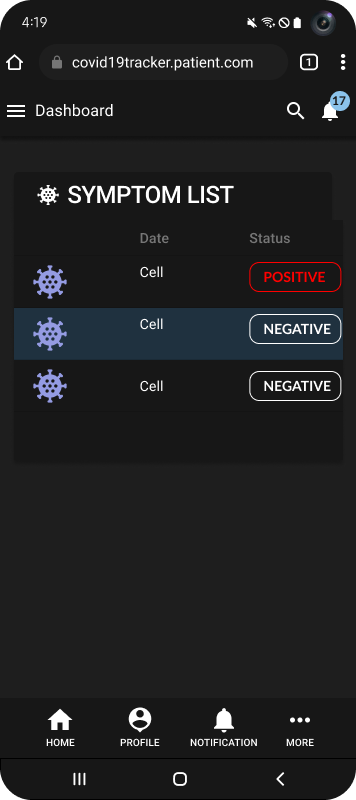 4:19
covid19tracker.patient.com
1
Dashboard
17
SYMPTOM LIST
Date Status
Cell POSITIVE
Cell NEGATIVE
Cell NEGATIVE
HOME PROFILE NOTIFICATION MORE